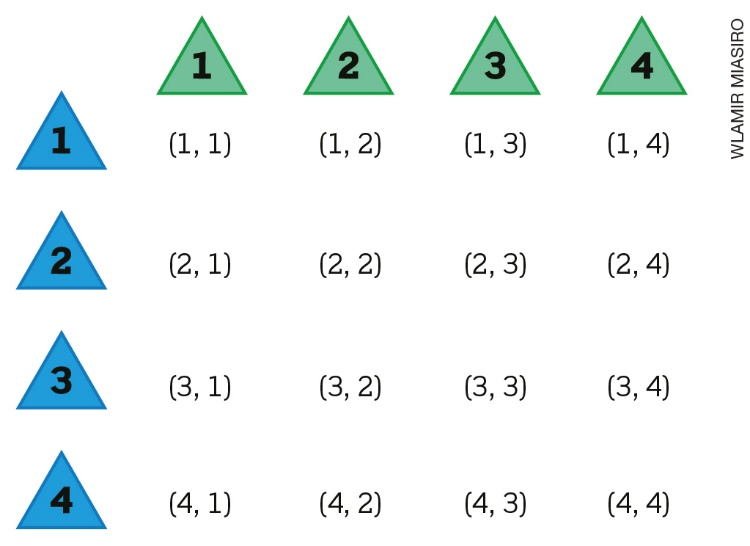 1 2 3 4
1 (1, 1) (1, 2) (1, 3) (1, 4)
2 (2, 1) (2, 2) (2, 3) (2, 4)
3 (3, 1) (3, 2) (3, 3) (3, 4)
4 (4, 1) (4, 2) (4, 3) (4, 4)
WLAMIR MIASIRO